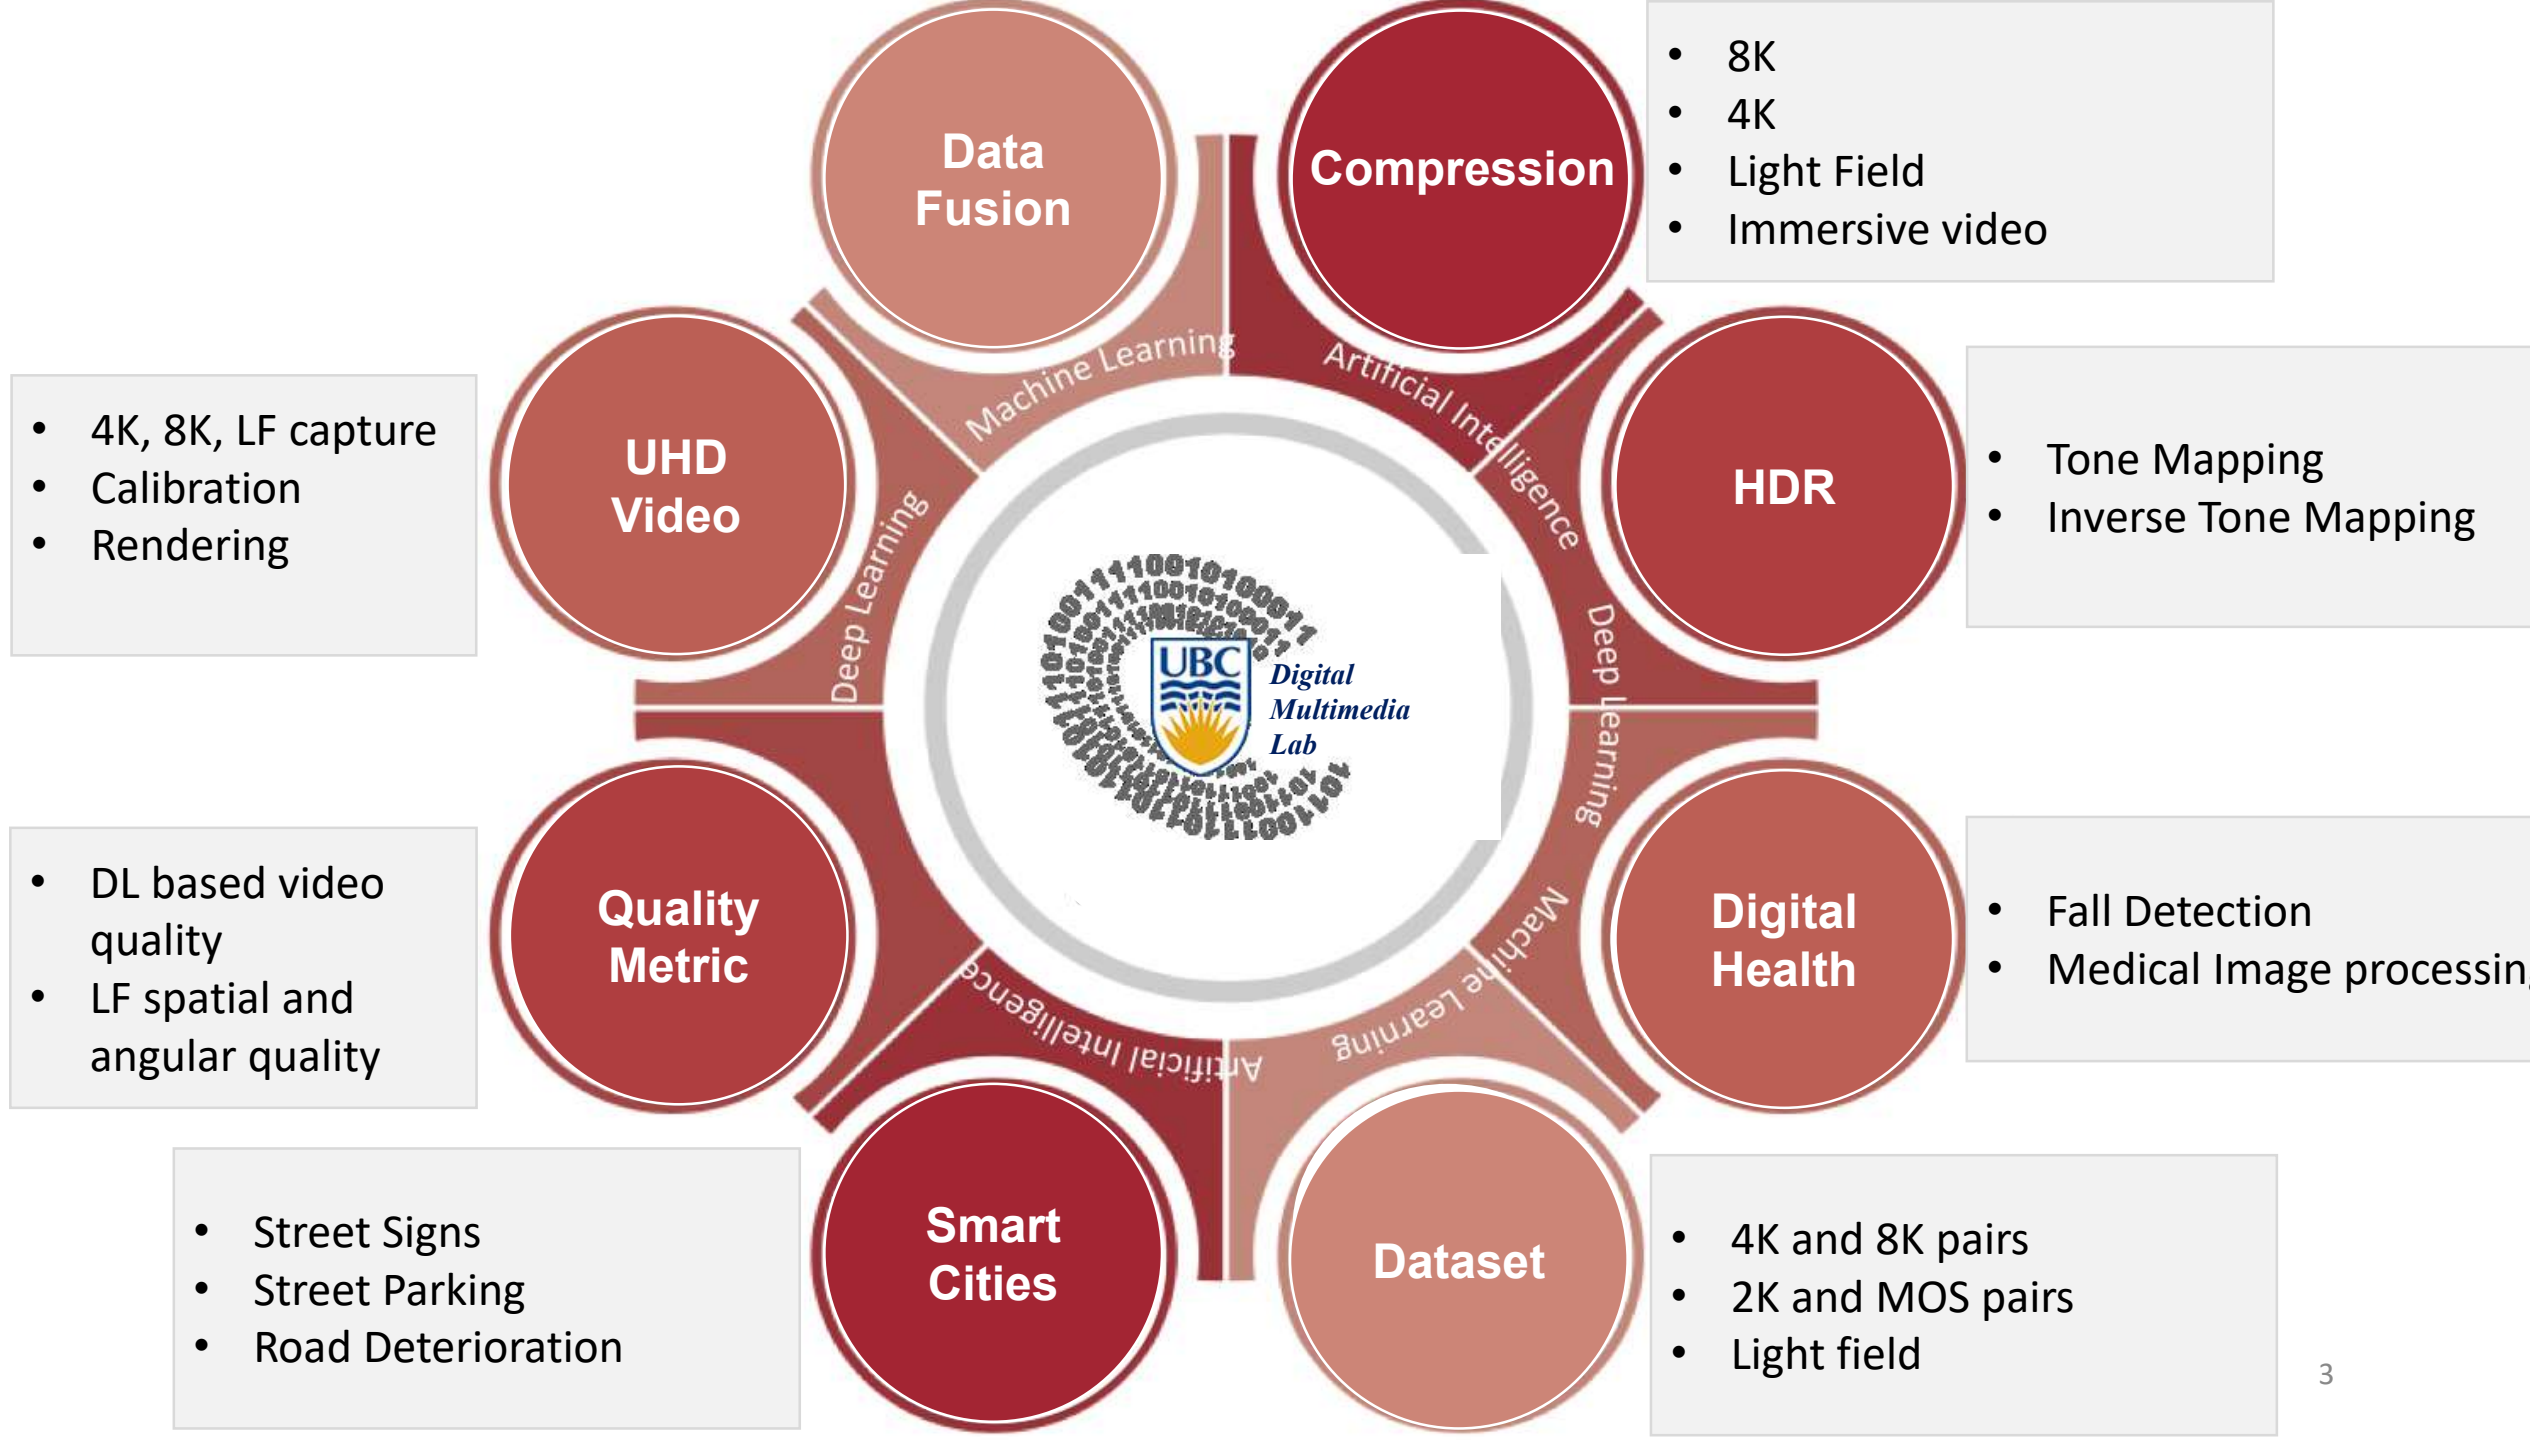 Data
Fusion
Compression
• 8K
• 4K
• Light Field
• Immersive video
Machine Learning
Artificial Intelligence
UHD
Video
• 4K, 8K, LF capture
• Calibration
• Rendering
HDR
• Tone Mapping
• Inverse Tone Mapping
Deep Learning
Deep Learning
UBC
Digital
Multimedia
Lab
Quality
Metric
• DL based video
quality
• LF spatial and
angular quality
Digital
Health
• Fall Detection
• Medical Image processin
Machine Learning
Artificial Intelligence
Smart
Cities
• Street Signs
• Street Parking
• Road Deterioration
Dataset
• 4K and 8K pairs
• 2K and MOS pairs
• Light field
3